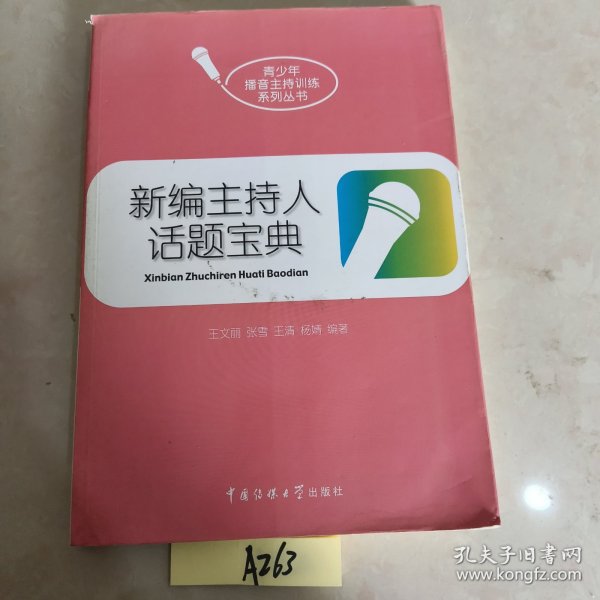 青少年
播音主持训练
系列丛书
新编主持人
话题宝典
Xinbian Zhuchiren Huati Baodian
王文丽 张雪 王清 杨婧 编著
中国传媒大学出版社
A263
孔夫子旧书网
www.kongfz.com